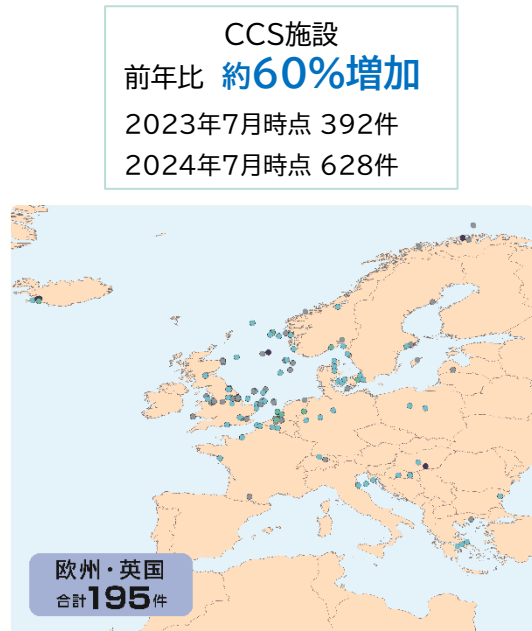 CCS施設
前年比 約60%増加
2023年7月時点 392件
2024年7月時点 628件
欧州・英国
合計195件